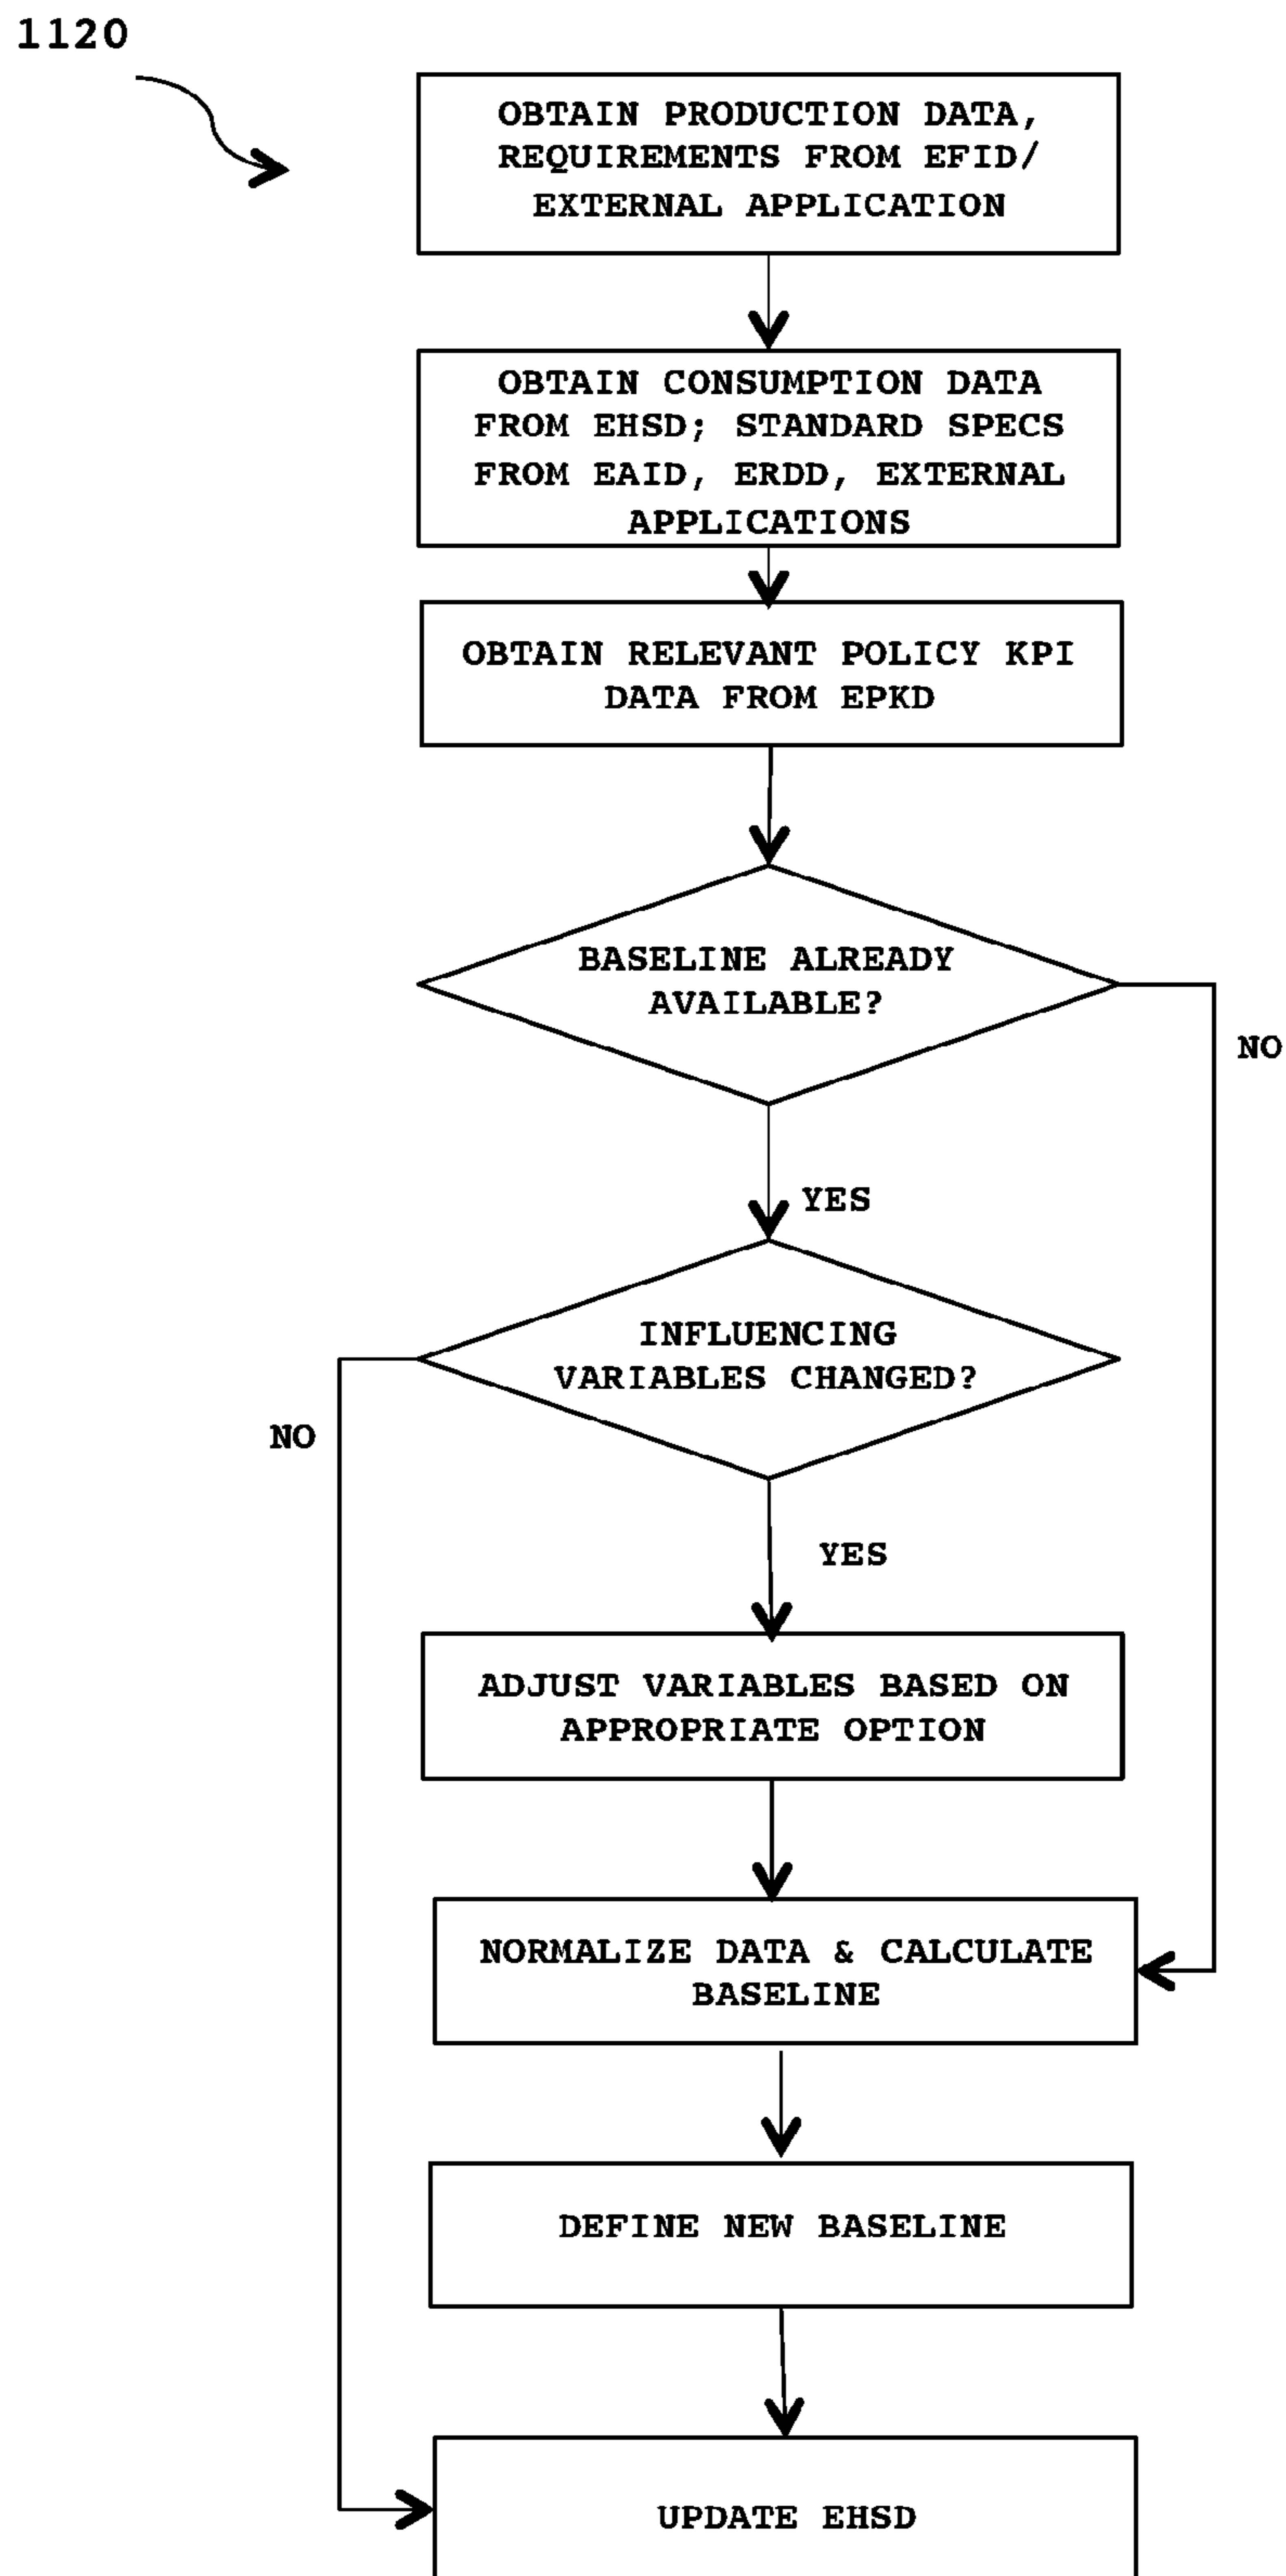 1120
OBTAIN PRODUCTION DATA,
REQUIREMENTS FROM EFID/
EXTERNAL APPLICATION
OBTAIN CONSUMPTION DATA
FROM EHSD; STANDARD SPECS
FROM EAID, ERDD, EXTERNAL
APPLICATIONS
OBTAIN RELEVANT POLICY KPI
DATA FROM EPKD
BASELINE ALREADY
AVAILABLE?
NO
YES
INFLUENCING
VARIABLES CHANGED?
NO
YES
ADJUST VARIABLES BASED ON
APPROPRIATE OPTION
NORMALIZE DATA & CALCULATE
BASELINE
DEFINE NEW BASELINE
UPDATE EHSD